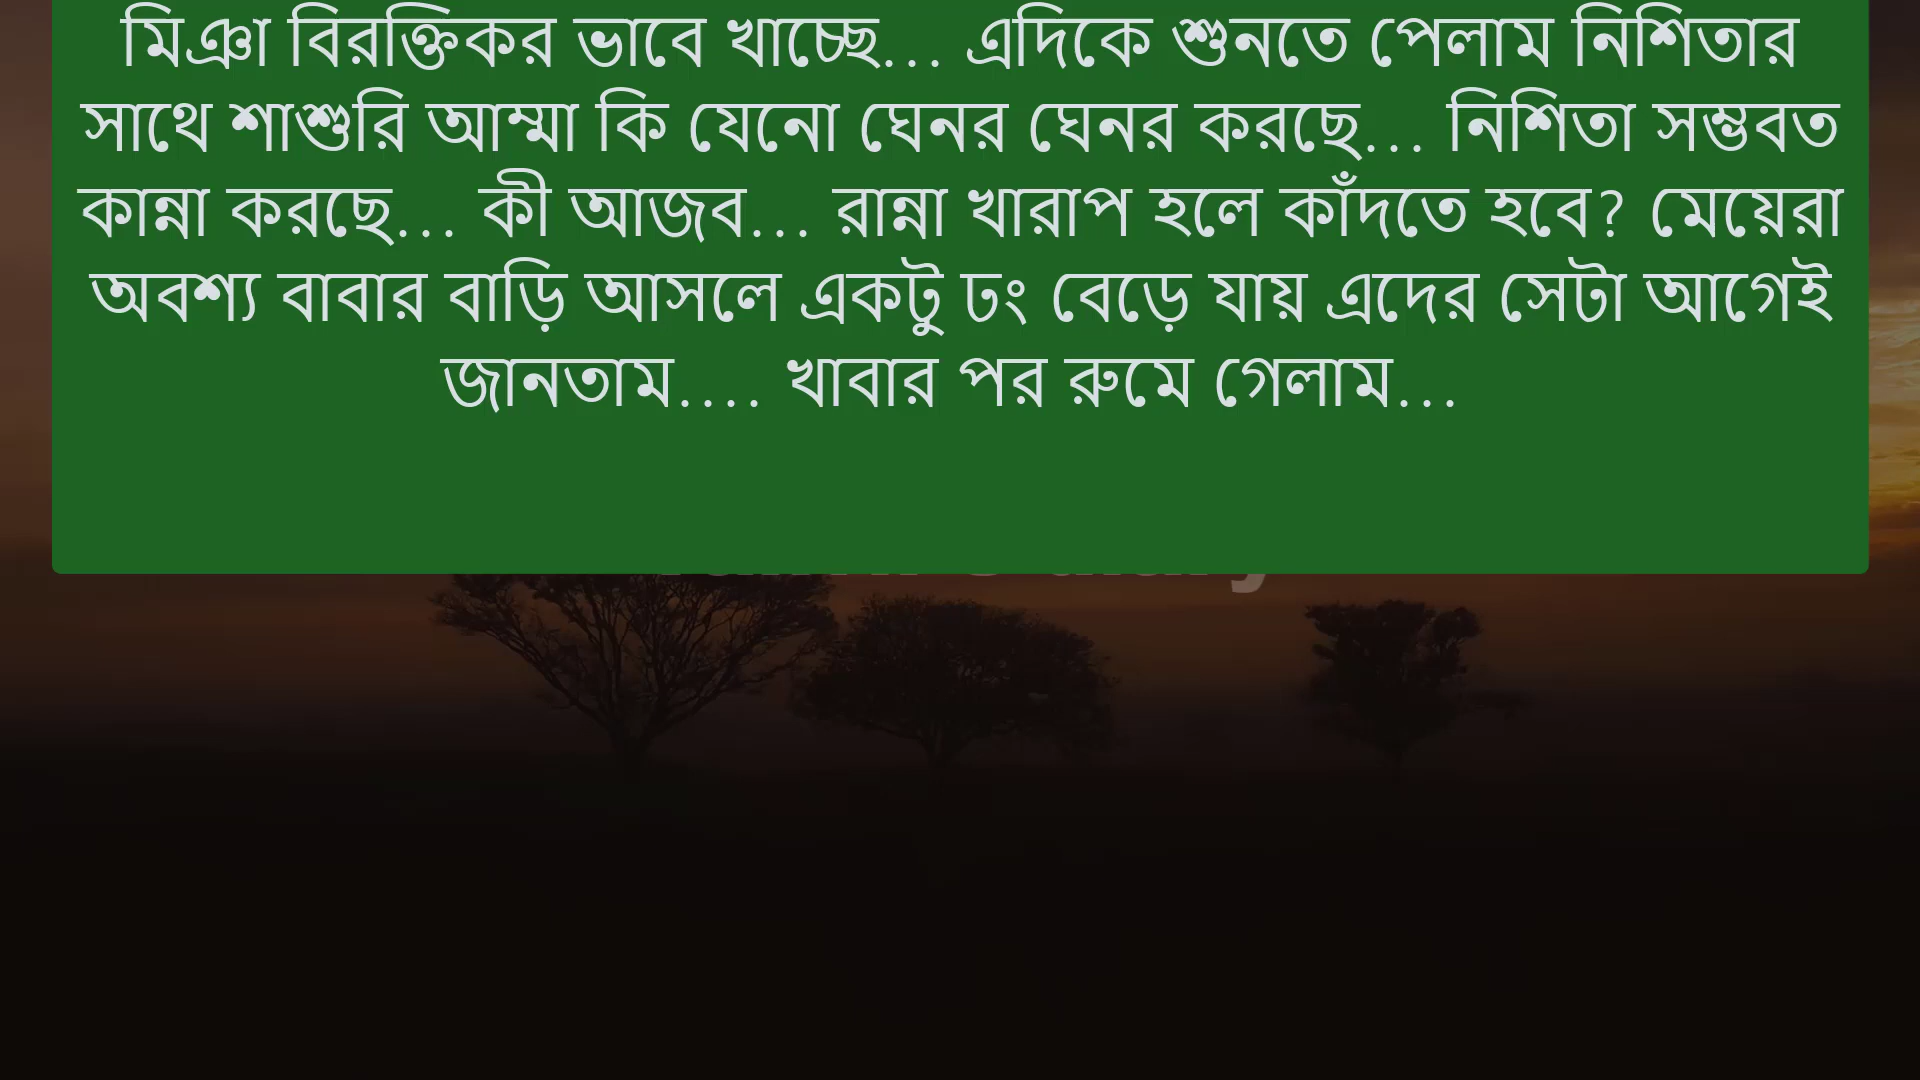 মিঞা বিরক্তিকর ভাবে খাচ্ছে... এদিকে শুনতে পেলাম নিশিতার
সাথে শাশুরি আম্মা কি যেনো ঘেনর ঘেনর করছে... নিশিতা সম্ভবত
কান্না করছে... কী আজব... রান্না খারাপ হলে কাঁদতে হবে? মেয়েরা
অবশ্য বাবার বাড়ি আসলে একটু ঢং বেড়ে যায় এদের সেটা আগেই
জানতাম.... খাবার পর রুমে গেলাম...